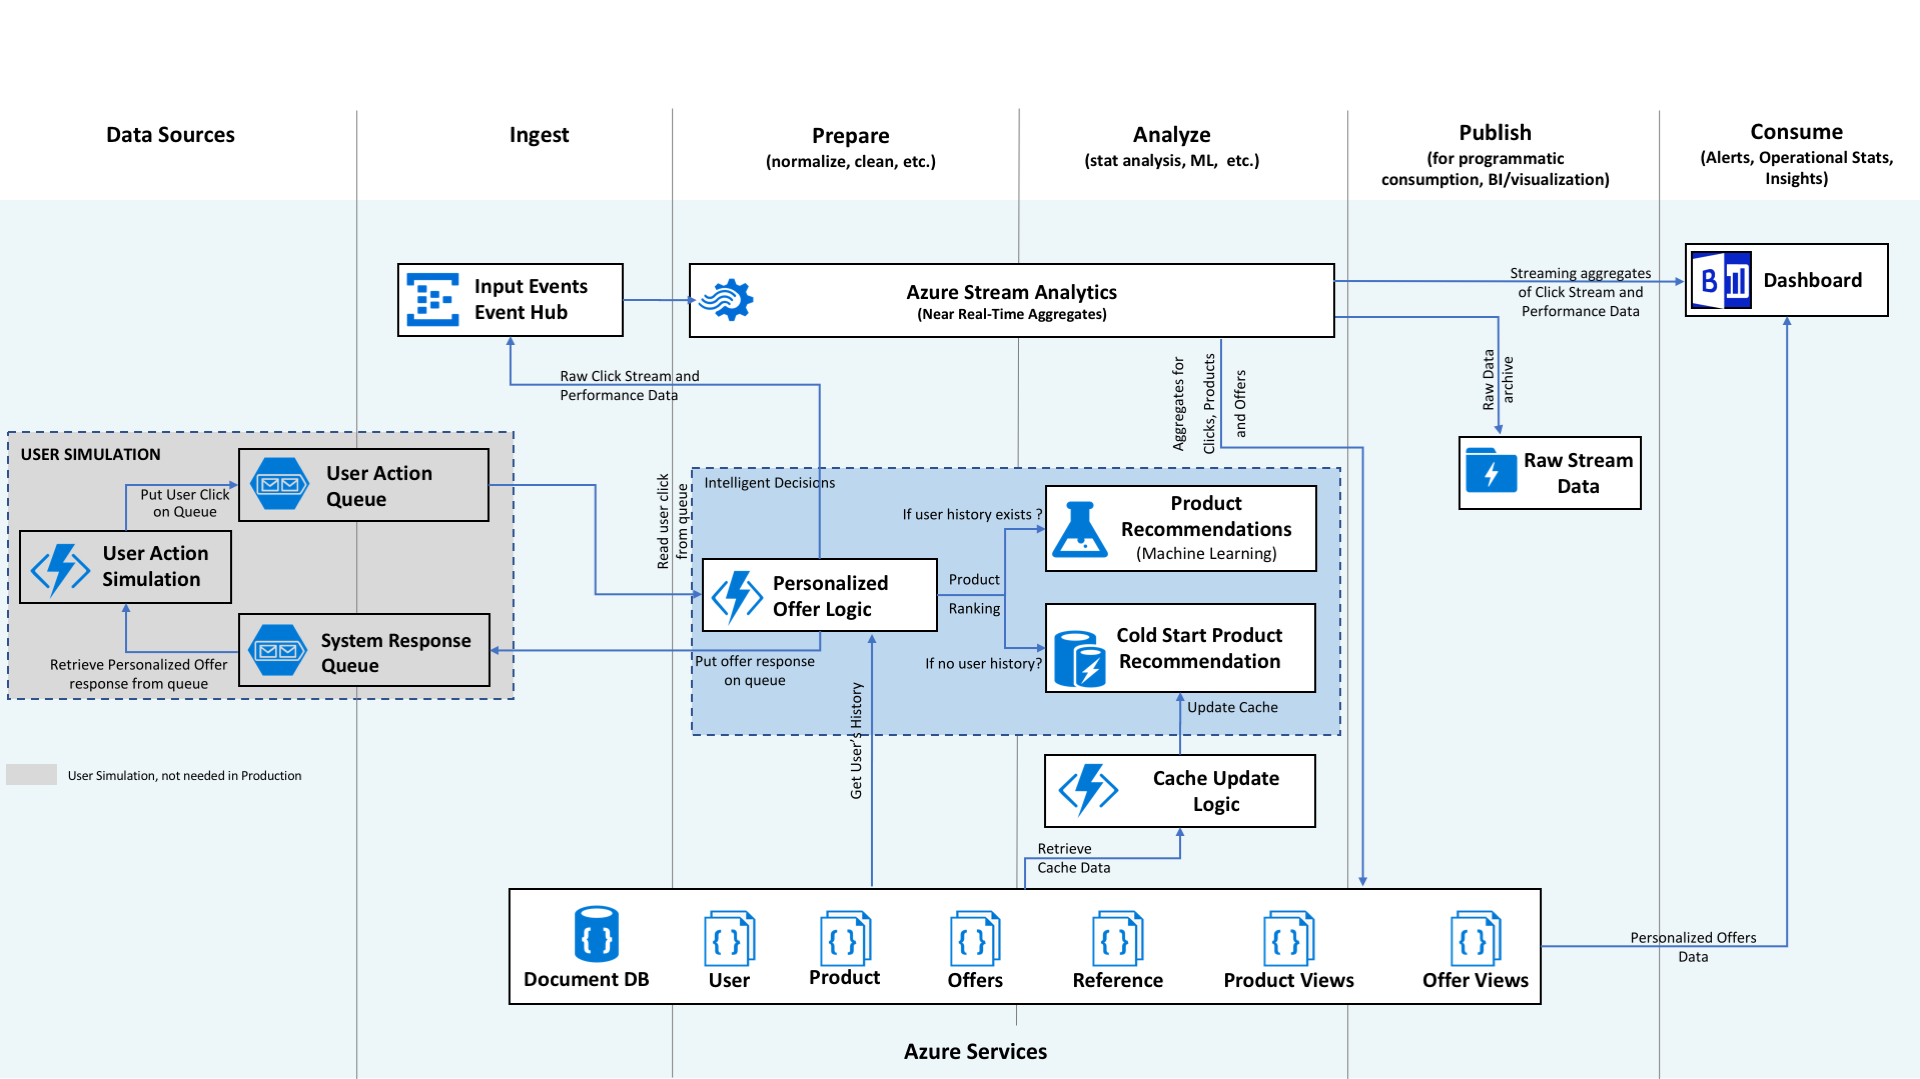 Data Sources
Ingest
Prepare
(normalize, clean, etc.)
Analyze
(stat analysis, ML, etc.)
Publish
(for programmatic
consumption, BI/visualization)
Consume
(Alerts, Operational Stats,
Insights)
Input Events
Event Hub
Azure Stream Analytics
(Near Real-Time Aggregates)
Streaming aggregates
of Click Stream and
Performance Data
Dashboard
Raw Click Stream and
Performance Data
Aggregates for
Clicks, Products
and Offers
Raw Data
archive
Raw Stream
Data
USER SIMULATION
User Action
Queue
Put User Click
on Queue
User Action
Simulation
System Response
Queue
Retrieve Personalized Offer
response from queue
Read user click
from queue
Intelligent Decisions
Personalized
Offer Logic
Put offer response
on queue
Product
Ranking
If user history exists ?
Product
Recommendations
(Machine Learning)
If no user history?
Cold Start Product
Recommendation
Update Cache
Get User's History
Cache Update
Logic
Retrieve
Cache Data
User Simulation, not needed in Production
Document DB
User
Product
Offers
Reference
Product Views
Offer Views
Personalized Offers
Data
Azure Services